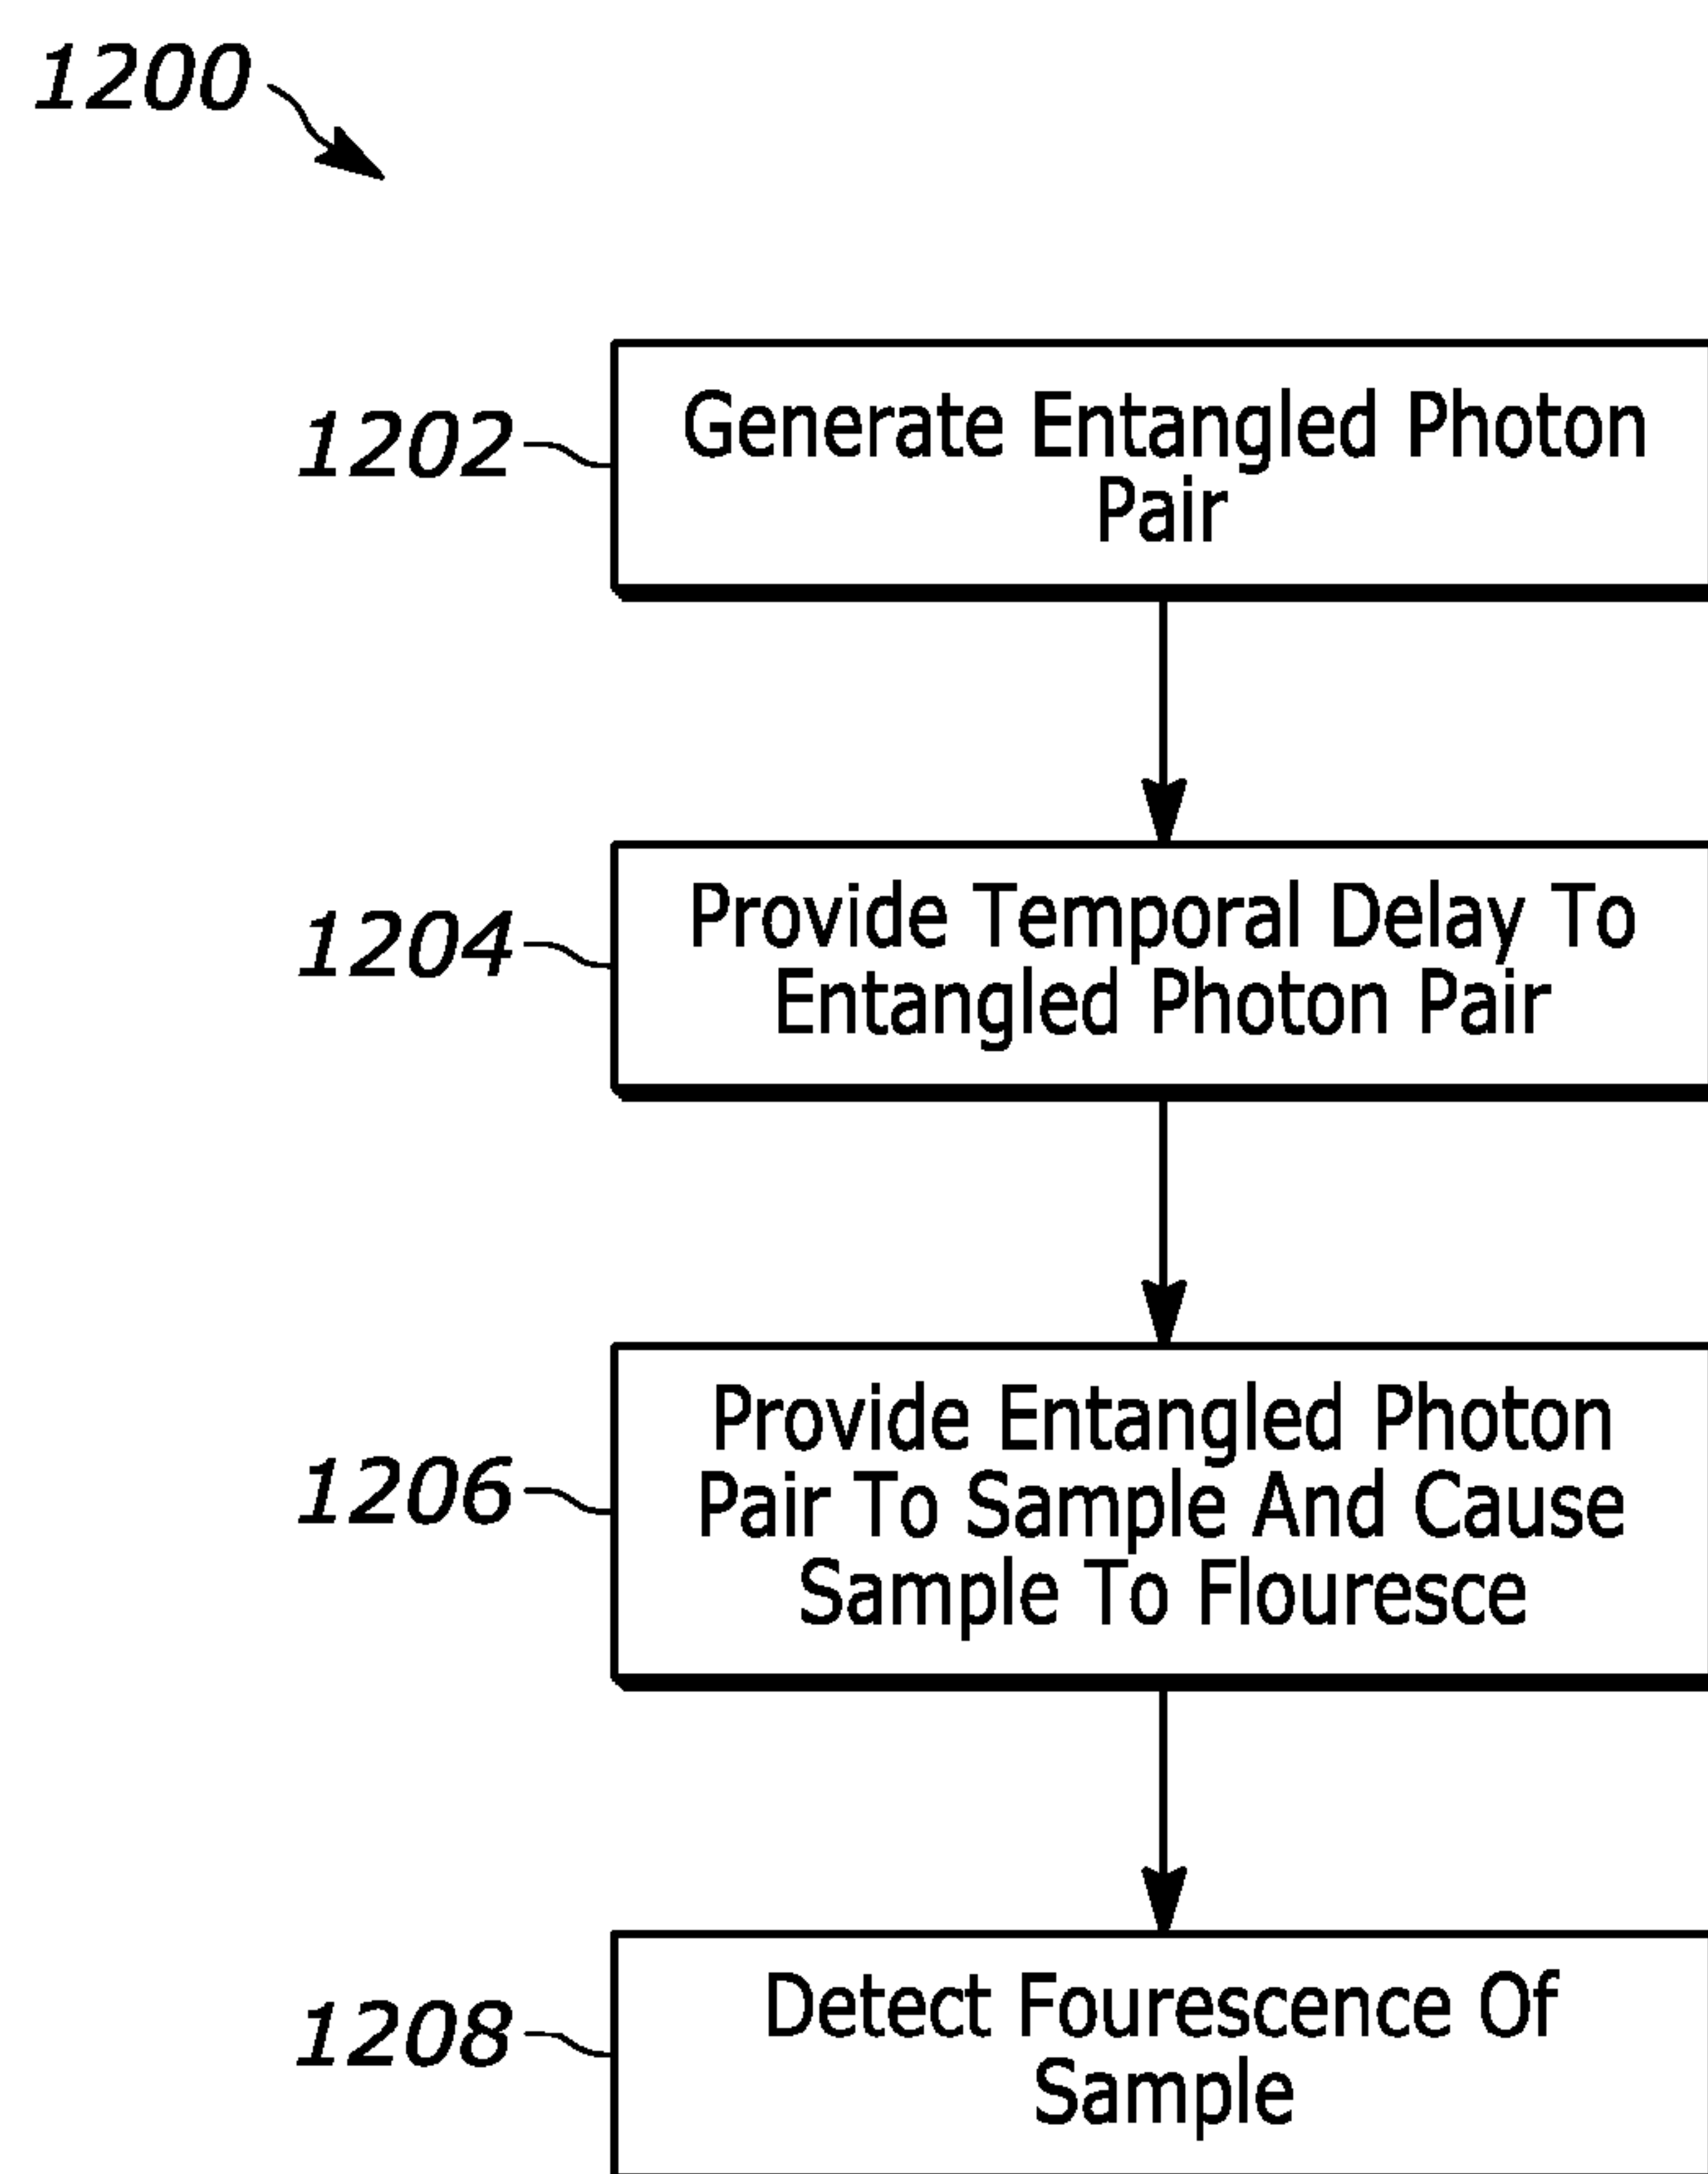 1200
1202
Generate Entangled Photon
Pair
1204
Provide Temporal Delay To
Entangled Photon Pair
1206
Provide Entangled Photon
Pair To Sample And Cause
Sample To Flouresce
1208
Detect Fourescence Of
Sample